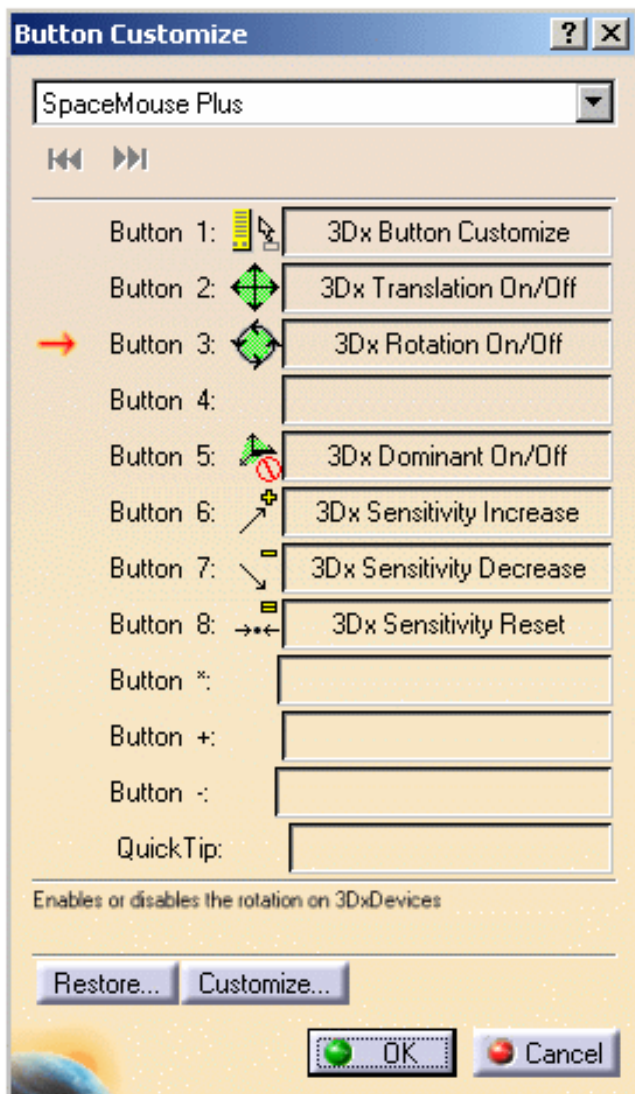 Button Customize
SpaceMouse Plus
Button 1: 3Dx Button Customize
Button 2: 3Dx Translation On/Off
Button 3: 3Dx Rotation On/Off
Button 4:
Button 5: 3Dx Dominant On/Off
Button 6: 3Dx Sensitivity Increase
Button 7: 3Dx Sensitivity Decrease
Button 8: 3Dx Sensitivity Reset
Button *:
Button +:
Button -:
QuickTip:
Enables or disables the rotation on 3DxDevices
Restore... Customize...
OK Cancel